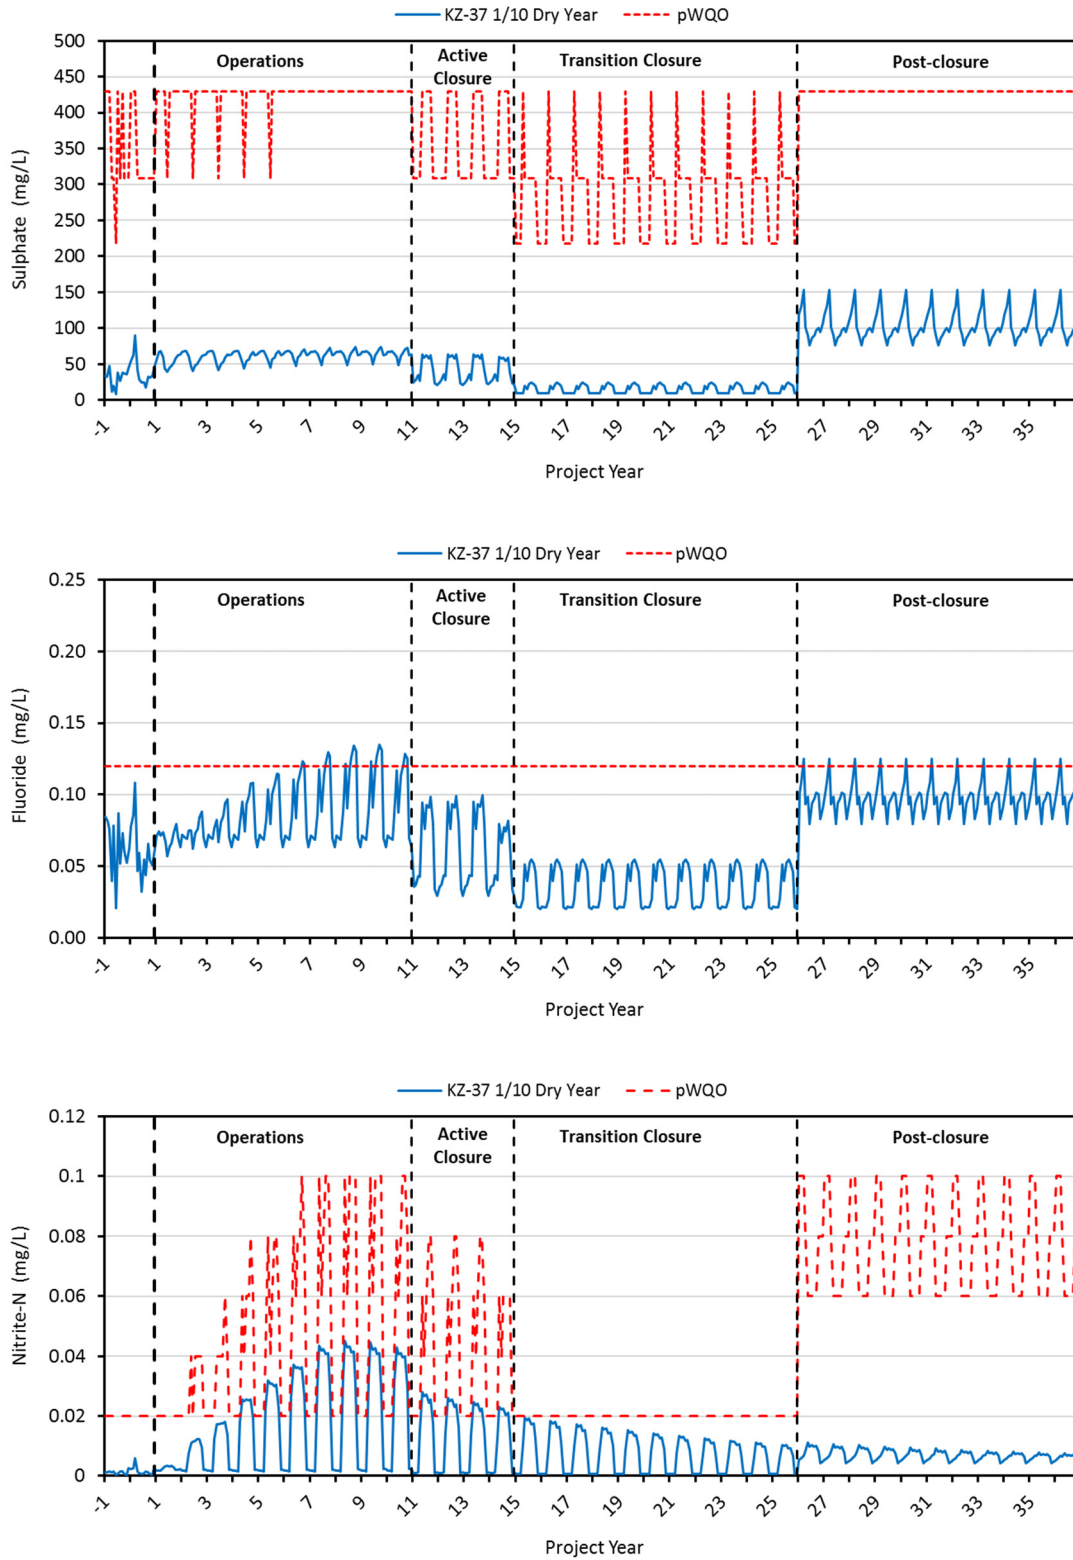 KZ-37 1/10 Dry Year pWQO
500
450
400
350
300
250
200
150
100
50
0
Sulphate (mg/L)
Operations
Active
Closure
Transition Closure
Post-closure
-1 1 3 5 7 9 11 13 15 17 19 21 23 25 27 29 31 33 35
Project Year
KZ-37 1/10 Dry Year pWQO
0.25
0.20
0.15
0.10
0.05
0.00
Fluoride (mg/L)
Operations
Active
Closure
Transition Closure
Post-closure
-1 1 3 5 7 9 11 13 15 17 19 21 23 25 27 29 31 33 35
Project Year
KZ-37 1/10 Dry Year pWQO
0.12
0.1
0.08
0.06
0.04
0.02
0
Nitrite-N (mg/L)
Operations
Active
Closure
Transition Closure
Post-closure
-1 1 3 5 7 9 11 13 15 17 19 21 23 25 27 29 31 33 35
Project Year